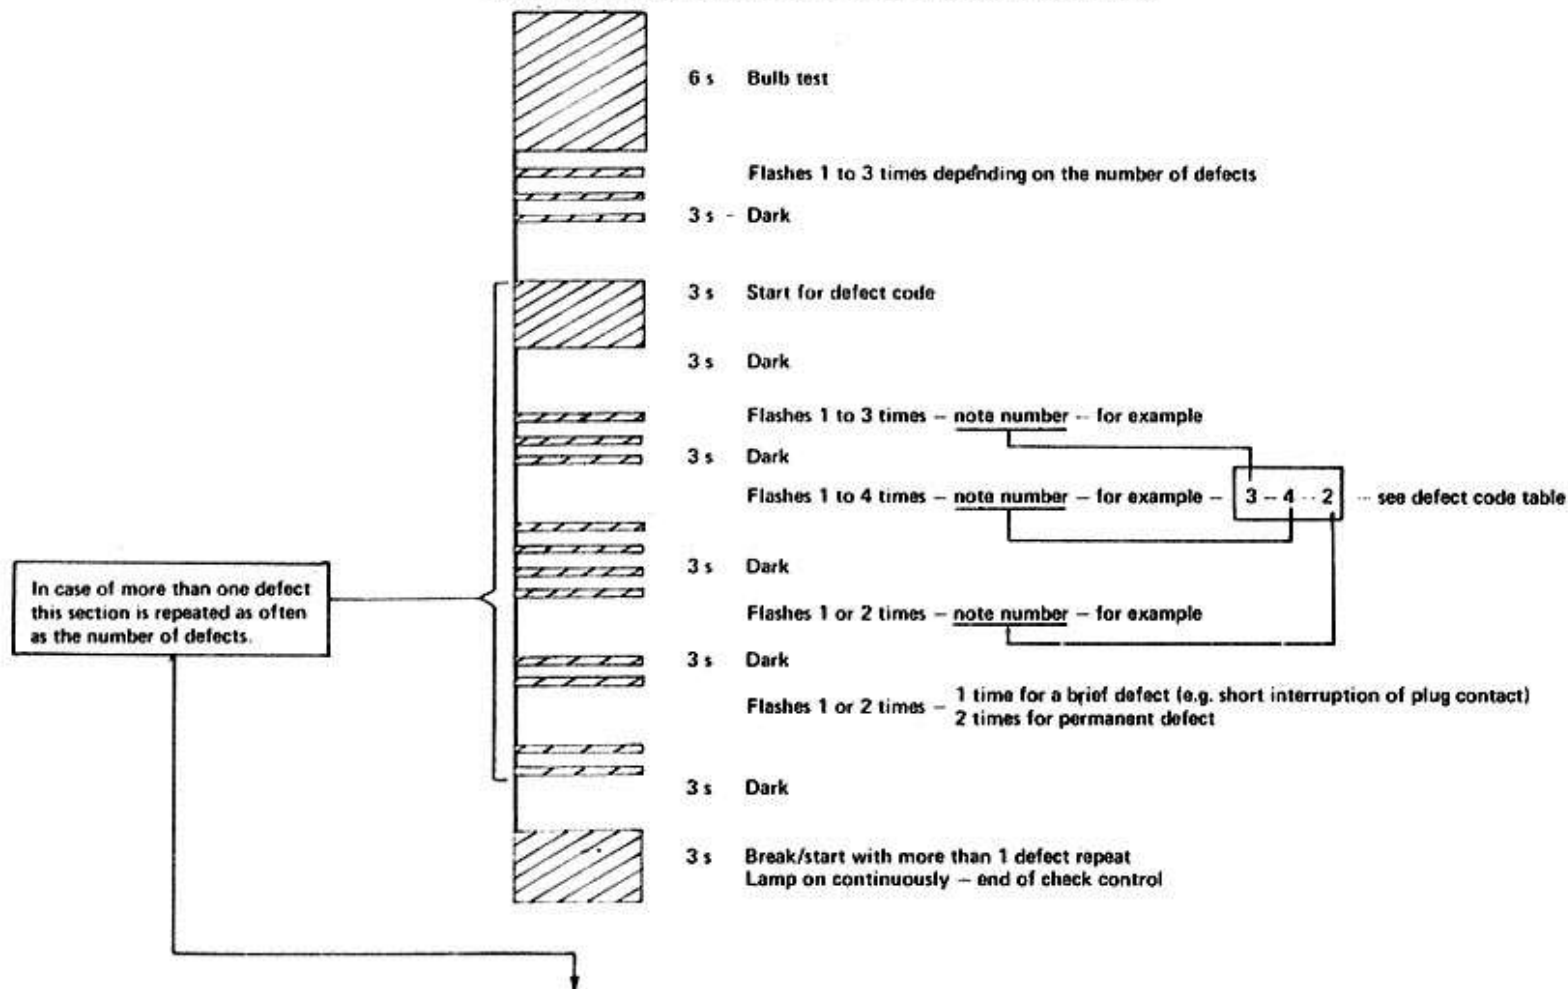 6 s Bulb test
Flashes 1 to 3 times depending on the number of defects
3 s - Dark
3 s Start for defect code
3 s Dark
Flashes 1 to 3 times – note number – for example
3 s Dark
Flashes 1 to 4 times – note number – for example – 3 – 4 – 2 – see defect code table
3 s Dark
In case of more than one defect
this section is repeated as often
as the number of defects.
Flashes 1 or 2 times – note number – for example
3 s Dark
Flashes 1 or 2 times – 1 time for a brief defect (e.g. short interruption of plug contact)
2 times for permanent defect
3 s Dark
3 s Break/start with more than 1 defect repeat
Lamp on continuously – end of check control